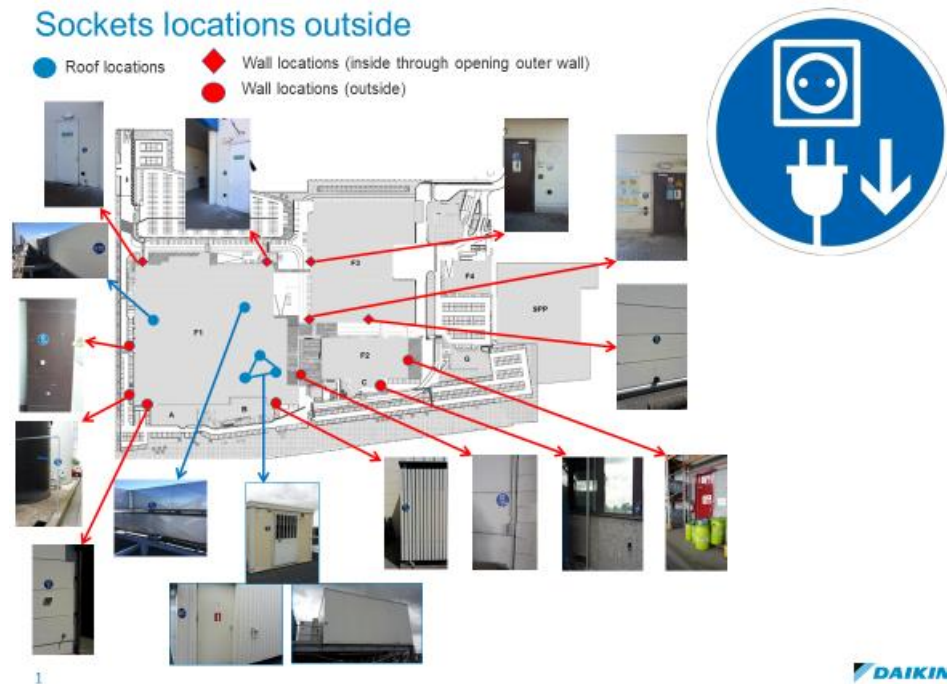 Sockets locations outside
Roof locations
Wall locations (inside through opening outer wall)
Wall locations (outside)
F3
F4
SPP
F1
F2
G
C
A
B
1
DAIKIN